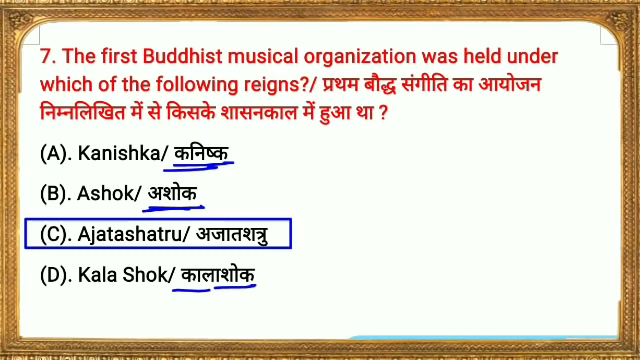 7. The first Buddhist musical organization was held under
which of the following reigns?/ प्रथम बौद्ध संगीति का आयोजन
निम्नलिखित में से किसके शासनकाल में हुआ था ?
(A). Kanishka/ कनिष्क
(B). Ashok/ अशोक
(C). Ajatashatru/ अजातशत्रु
(D). Kala Shok/ कालाशोक